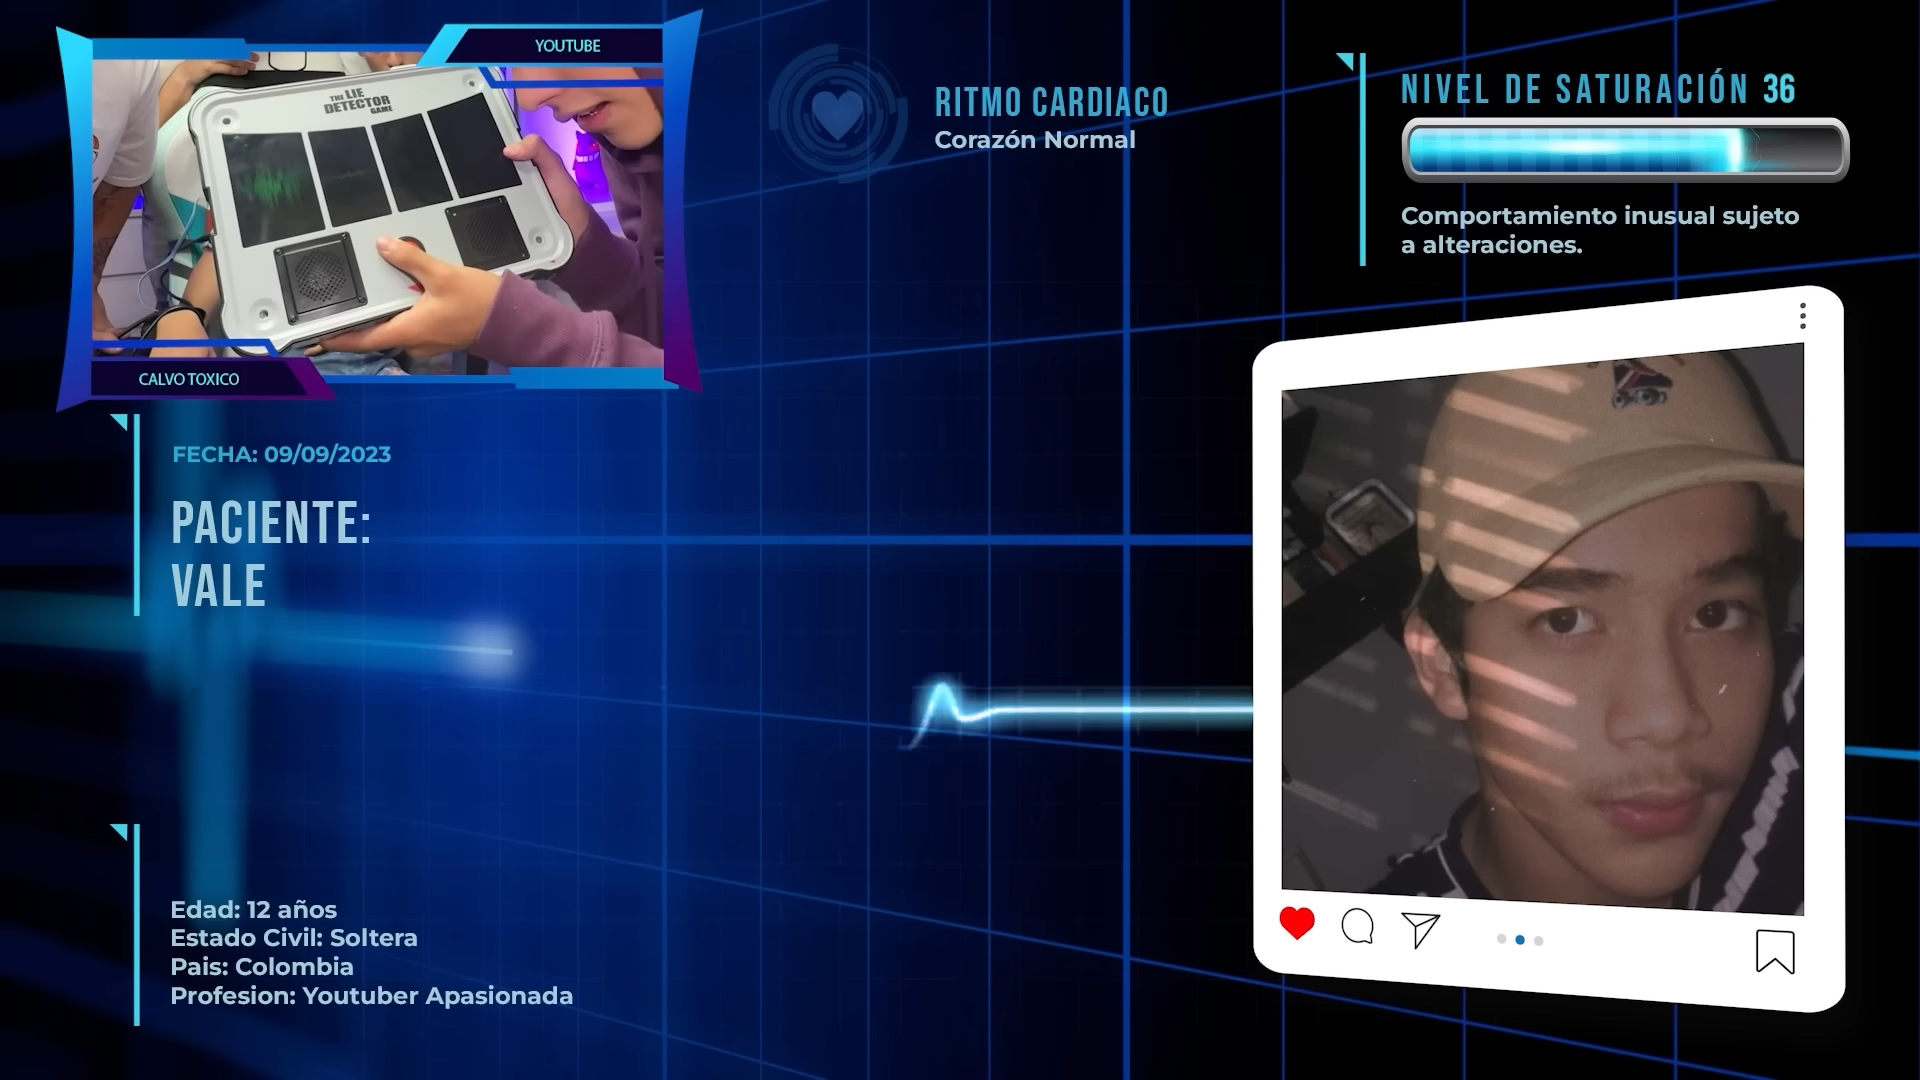 YOUTUBE
THE LIE
DETECTOR
GAME
CALVO TOXICO
RITMO CARDIACO
Corazón Normal
NIVEL DE SATURACIÓN 36
Comportamiento inusual sujeto
a alteraciones.
FECHA: 09/09/2023
PACIENTE:
VALE
Edad: 12 años
Estado Civil: Soltera
Pais: Colombia
Profesion: Youtuber Apasionada